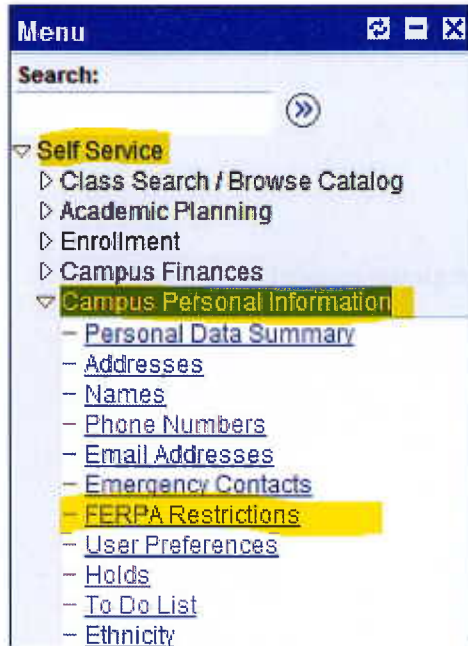 Menu
Search:
Self Service
Class Search / Browse Catalog
Academic Planning
Enrollment
Campus Finances
Campus Personal Information
– Personal Data Summary
– Addresses
– Names
– Phone Numbers
– Email Addresses
– Emergency Contacts
– FERPA Restrictions
– User Preferences
– Holds
– To Do List
– Ethnicity